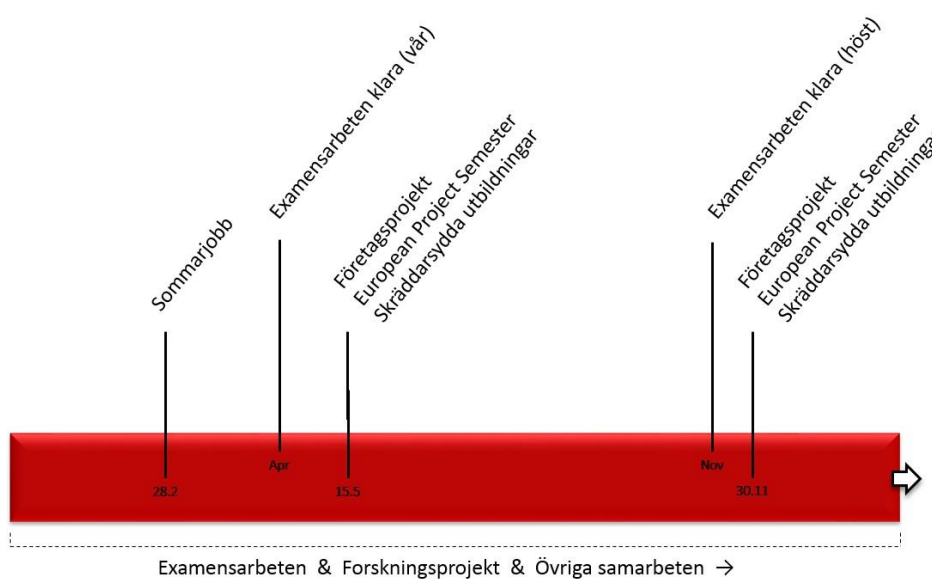 Sommarjobb
Examensarbeten klara (vår)
Företagsprojekt
European Project Semester
Skräddarsydda utbildningar
Examensarbeten klara (höst)
Företagsprojekt
European Project Semester
Skräddarsydda utbildningar
28.2
Apr
15.5
Nov
30.11
Examensarbeten & Forskningsprojekt & Övriga samarbeten →